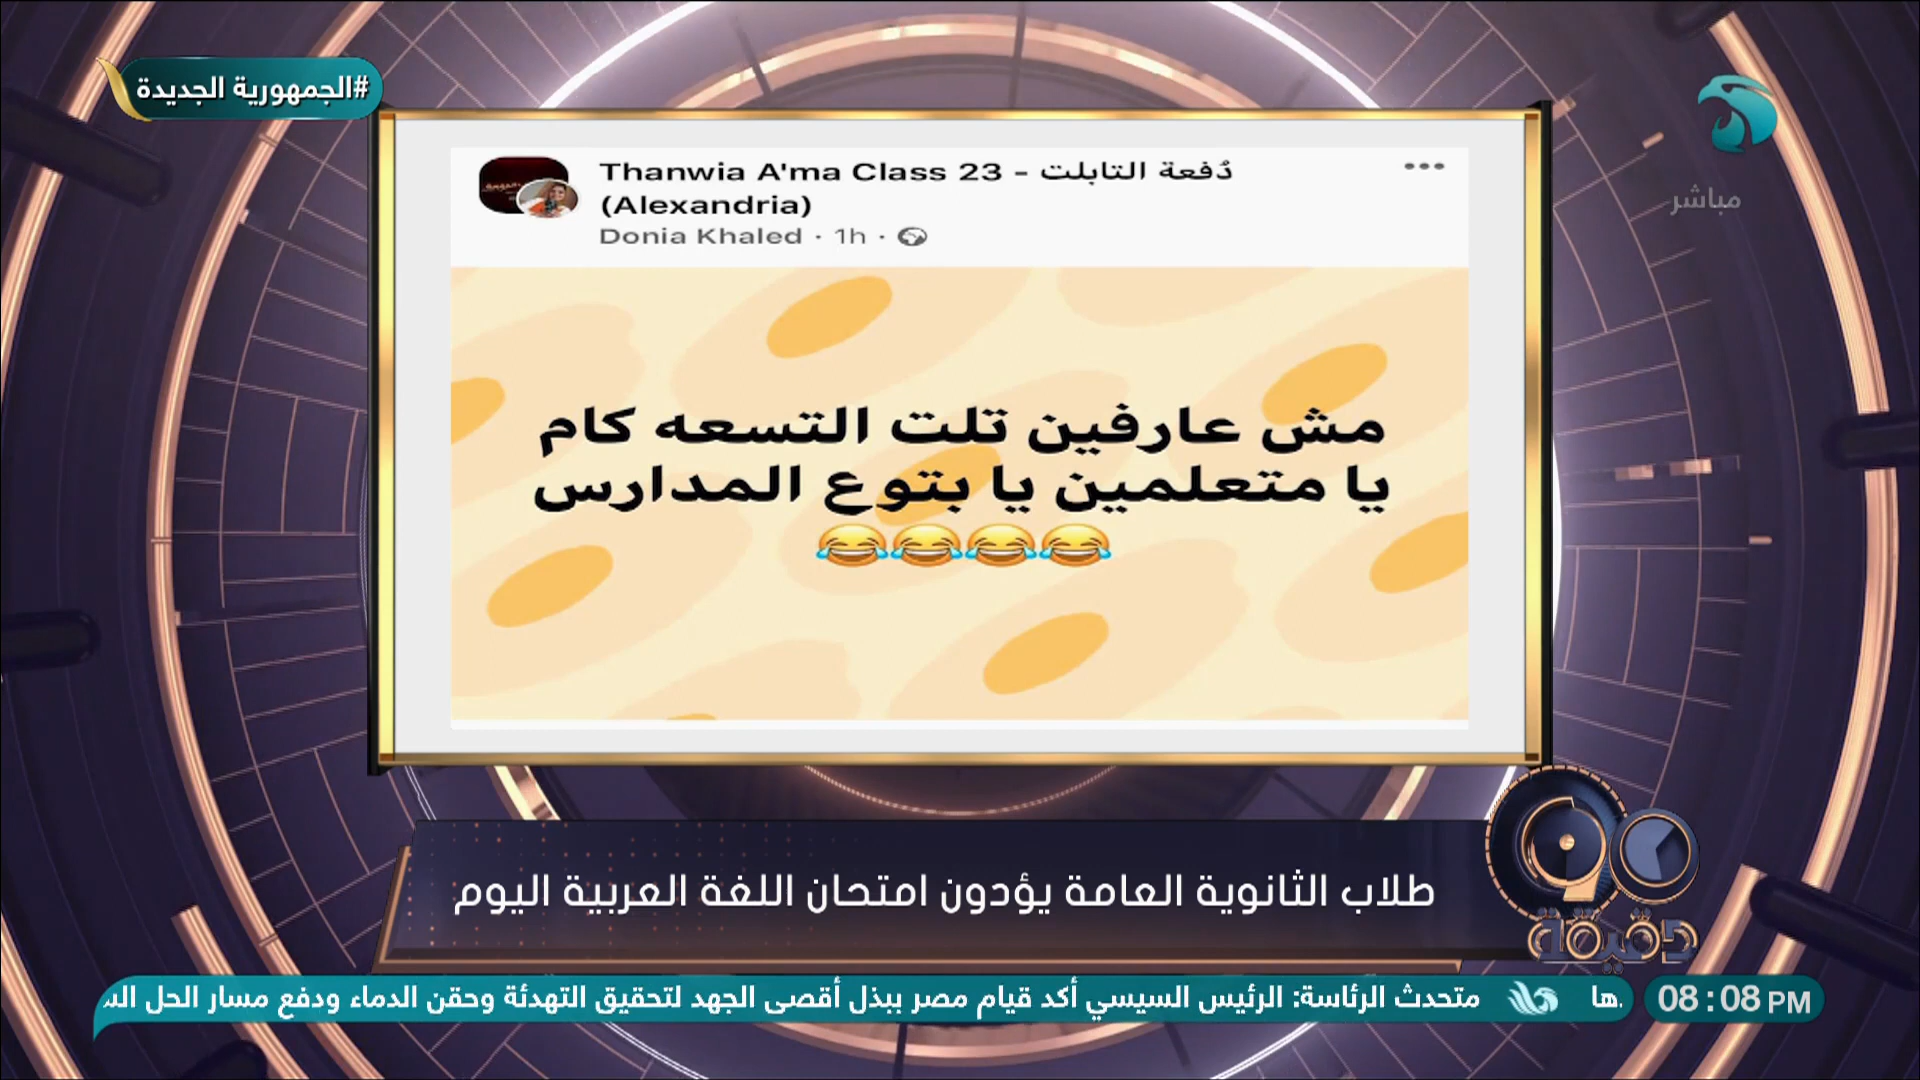 #الجمهورية الجديدة
مباشر
Thanwia A'ma Class 23 - دُفعة التابلت
(Alexandria)
Donia Khaled · 1h ·
مش عارفين تلت التسعه كام
يا متعلمين يا بتوع المدارس
😂😂😂😂
طلاب الثانوية العامة يؤدون امتحان اللغة العربية اليوم
90
دقيقة
متحدث الرئاسة: الرئيس السيسي أكد قيام مصر ببذل أقصى الجهد لتحقيق التهدئة وحقن الدماء ودفع مسار الحل
08:08 PM